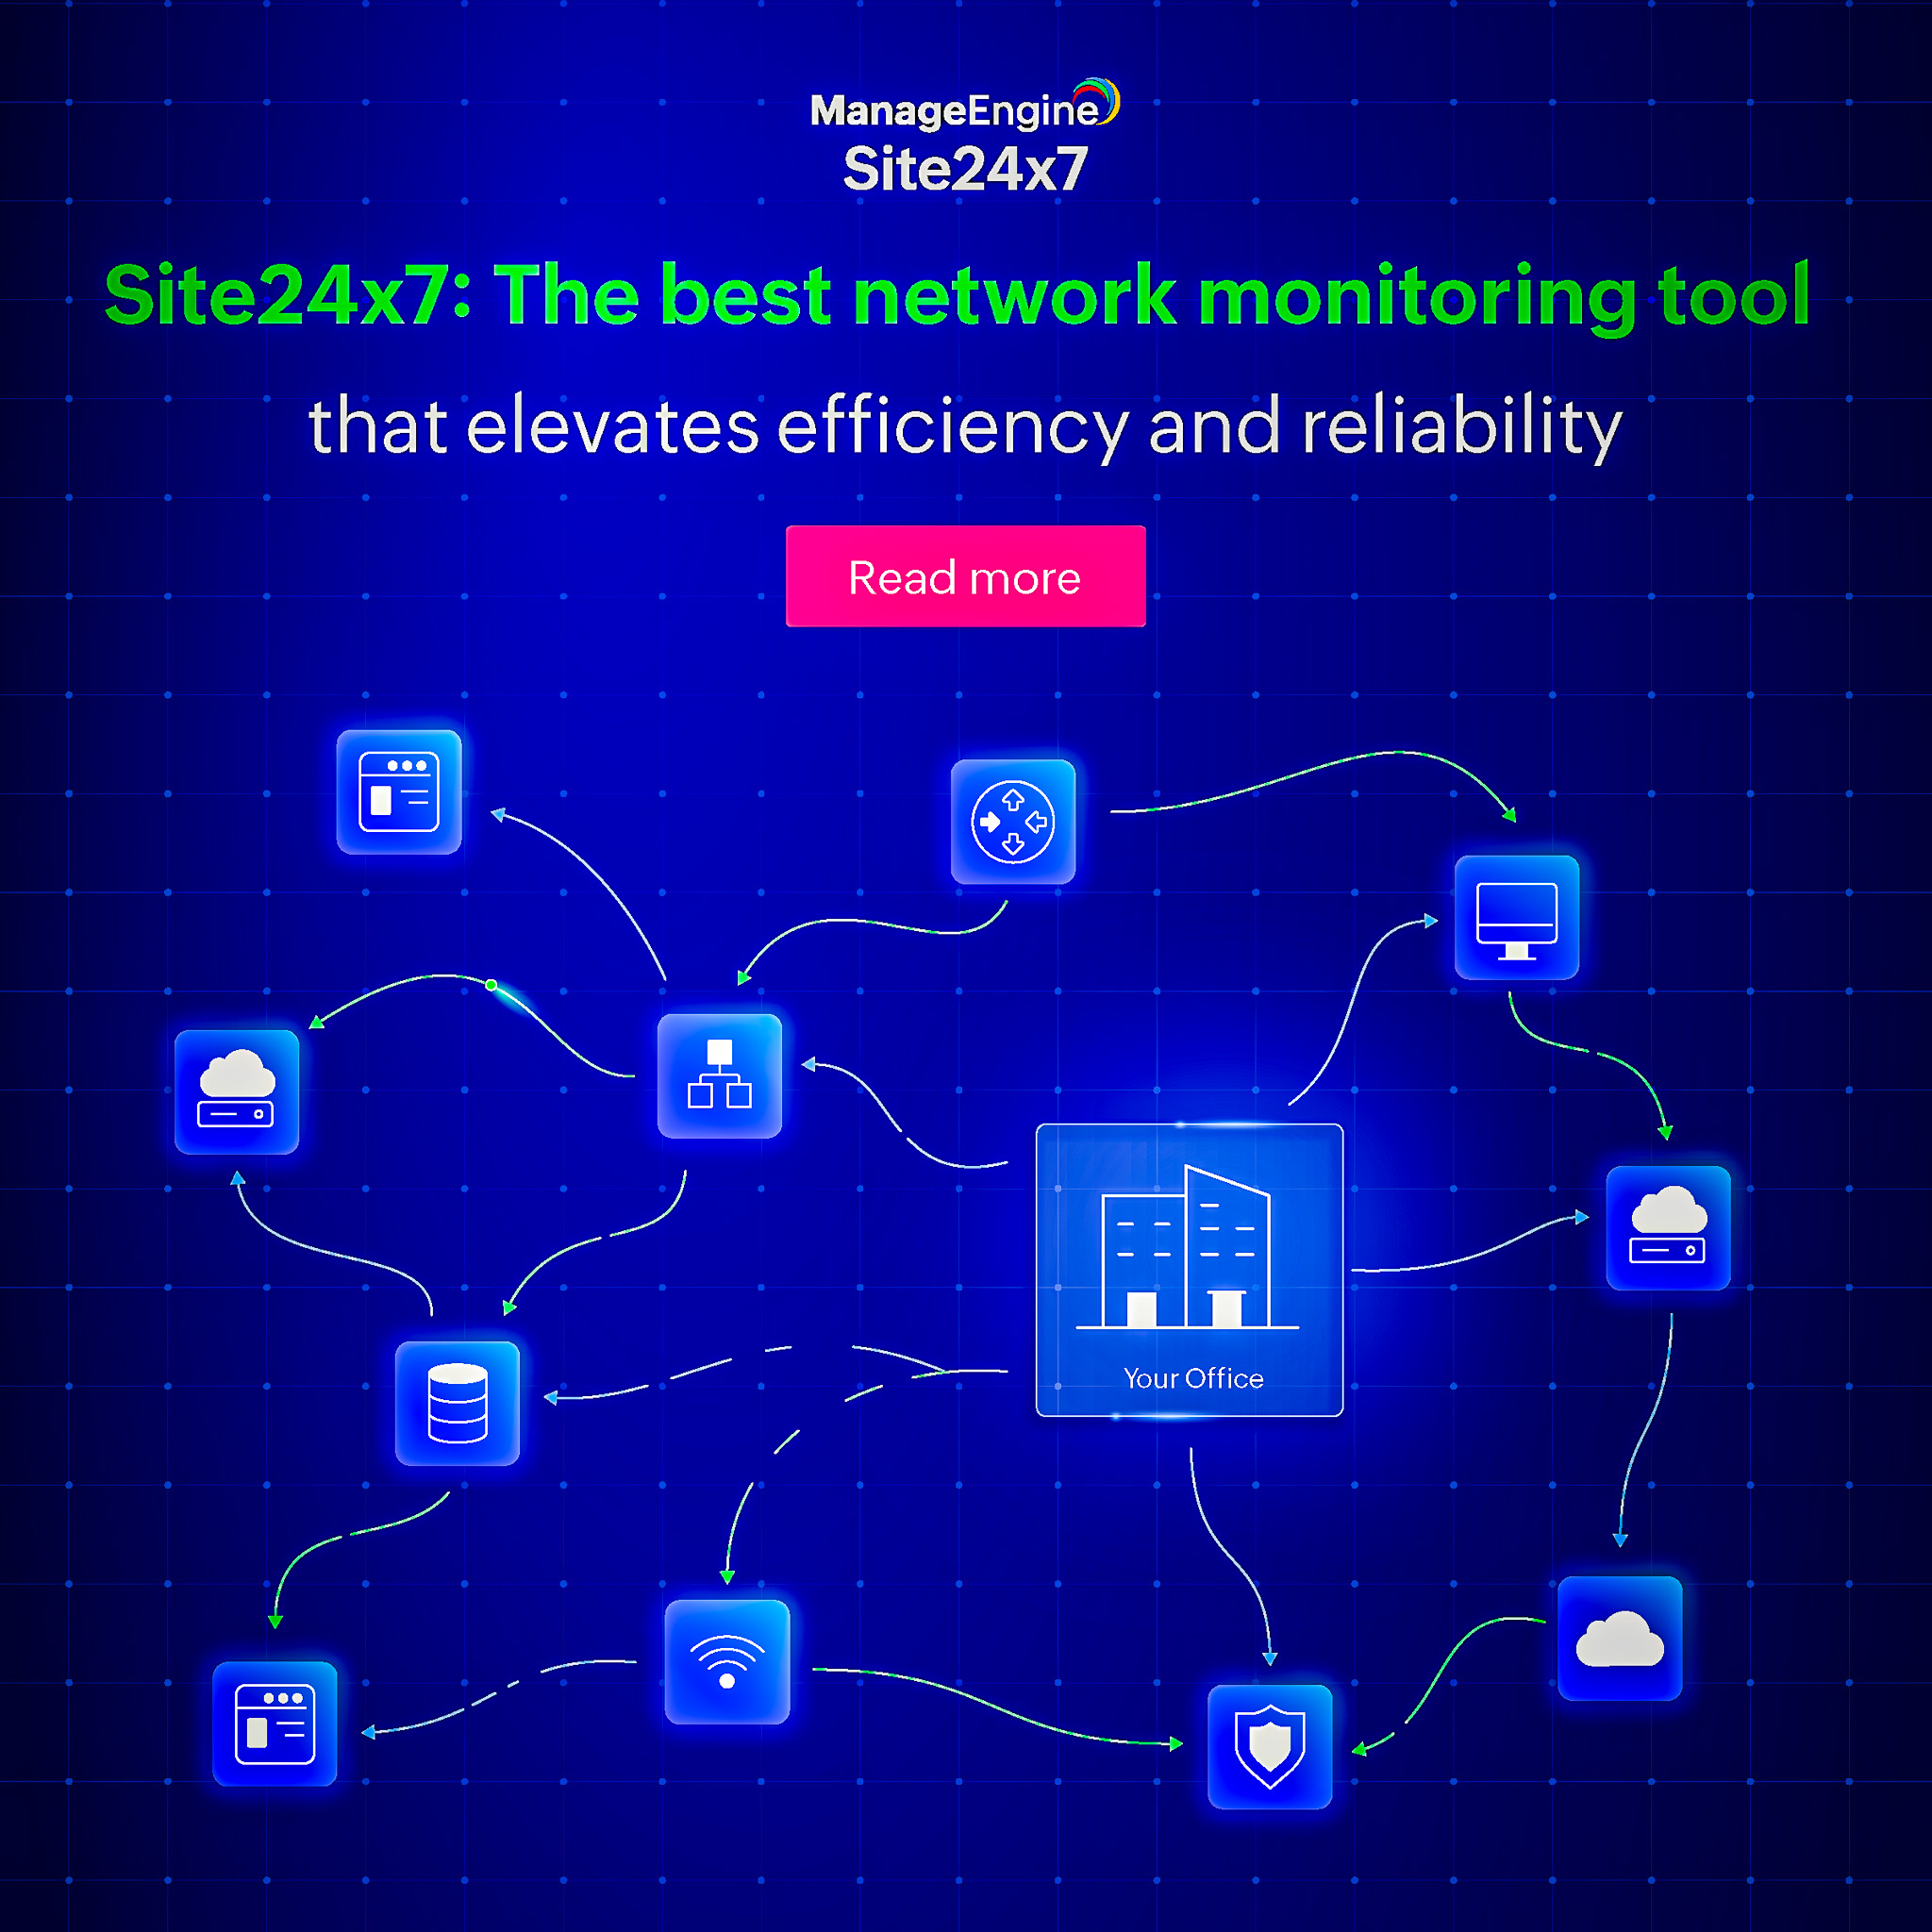 ManageEngine
Site24x7
Site24x7: The best network monitoring tool
that elevates efficiency and reliability
Read more
Your Office